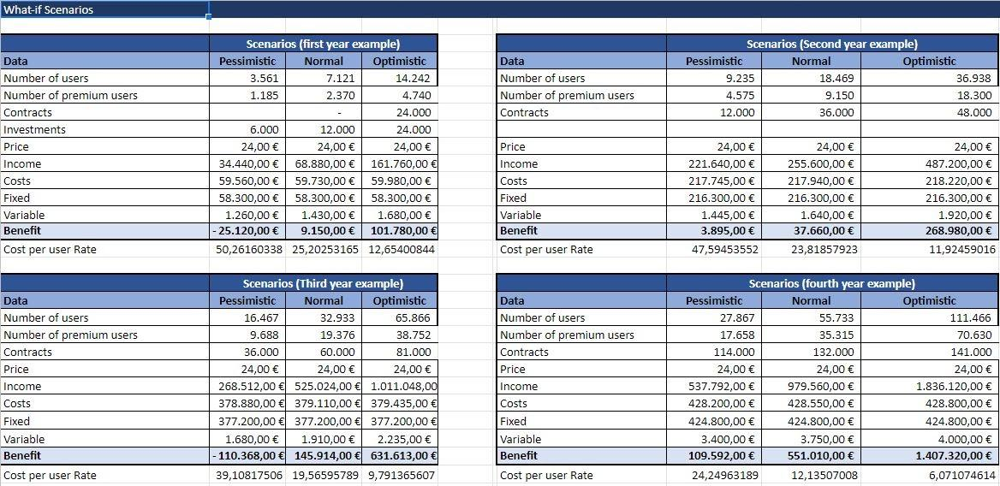 What-if Scenarios
Scenarios (first year example)
Data Pessimistic Normal Optimistic
Number of users 3.561 7.121 14.242
Number of premium users 1.185 2.370 4.740
Contracts - 24.000
Investments 6.000 12.000 24.000
Price 24,00 € 24,00 € 24,00 €
Income 34.440,00 € 68.880,00 € 161.760,00 €
Costs 59.560,00 € 59.730,00 € 59.980,00 €
Fixed 58.300,00 € 58.300,00 € 58.300,00 €
Variable 1.260,00 € 1.430,00 € 1.680,00 €
Benefit - 25.120,00 € 9.150,00 € 101.780,00 €
Cost per user Rate 50,26160338 25,20253165 12,65400844
Scenarios (Second year example)
Data Pessimistic Normal Optimistic
Number of users 9.235 18.469 36.938
Number of premium users 4.575 9.150 18.300
Contracts 12.000 36.000 48.000
Price 24,00 € 24,00 € 24,00 €
Income 221.640,00 € 255.600,00 € 487.200,00 €
Costs 217.745,00 € 217.940,00 € 218.220,00 €
Fixed 216.300,00 € 216.300,00 € 216.300,00 €
Variable 1.445,00 € 1.640,00 € 1.920,00 €
Benefit 3.895,00 € 37.660,00 € 268.980,00 €
Cost per user Rate 47,59453552 23,81857923 11,92459016
Scenarios (Third year example)
Data Pessimistic Normal Optimistic
Number of users 16.467 32.933 65.866
Number of premium users 9.688 19.376 38.752
Contracts 36.000 60.000 81.000
Price 24,00 € 24,00 € 24,00 €
Income 268.512,00 € 525.024,00 € 1.011.048,00
Costs 378.880,00 € 379.110,00 € 379.435,00 €
Fixed 377.200,00 € 377.200,00 € 377.200,00 €
Variable 1.680,00 € 1.910,00 € 2.235,00 €
Benefit - 110.368,00 € 145.914,00 € 631.613,00 €
Cost per user Rate 39,10817506 19,56595789 9,791365607
Scenarios (fourth year example)
Data Pessimistic Normal Optimistic
Number of users 27.867 55.733 111.466
Number of premium users 17.658 35.315 70.630
Contracts 114.000 132.000 141.000
Price 24,00 € 24,00 € 24,00 €
Income 537.792,00 € 979.560,00 € 1.836.120,00 €
Costs 428.200,00 € 428.550,00 € 428.800,00 €
Fixed 424.800,00 € 424.800,00 € 424.800,00 €
Variable 3.400,00 € 3.750,00 € 4.000,00 €
Benefit 109.592,00 € 551.010,00 € 1.407.320,00 €
Cost per user Rate 24,24963189 12,13507008 6,071074614